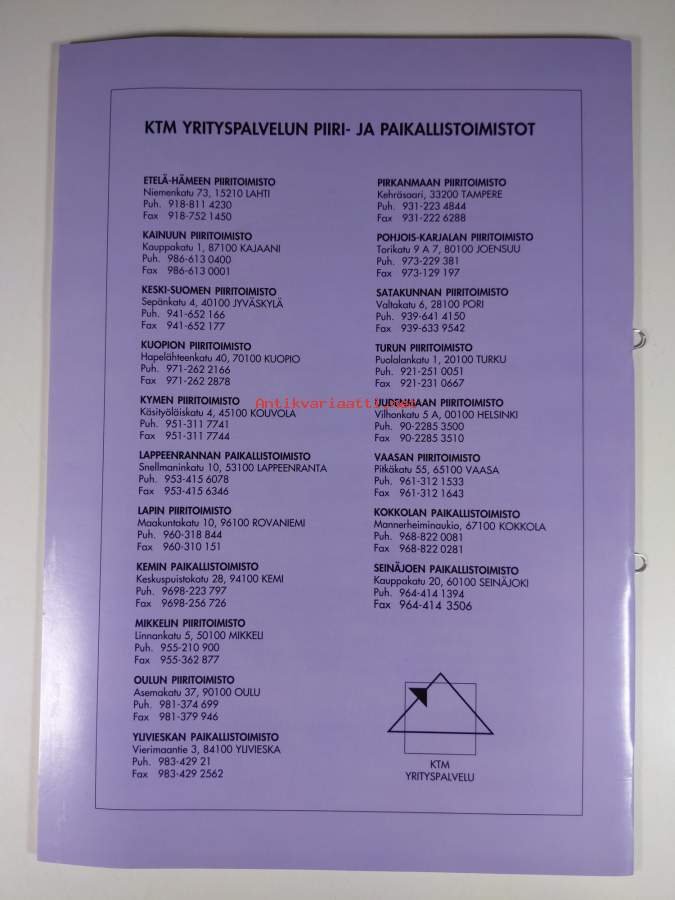 KTM YRITYSPALVELUN PIIRI- JA PAIKALLISTOIMISTOT
ETELÄ-HÄMEEN PIIRITOIMISTO
Niemenkatu 73, 15210 LAHTI
Puh. 918-811 4230
Fax 918-752 1450
KAINUUN PIIRITOIMISTO
Kauppakatu 1, 87100 KAJAANI
Puh. 986-613 0400
Fax 986-613 0001
KESKI-SUOMEN PIIRITOIMISTO
Sepänkatu 4, 40100 JYVÄSKYLÄ
Puh. 941-652 166
Fax 941-652 177
KUOPION PIIRITOIMISTO
Hapelähteenkatu 40, 70100 KUOPIO
Puh. 971-262 2166
Fax 971-262 2878
KYMEN PIIRITOIMISTO
Käsityöläiskatu 4, 45100 KOUVOLA
Puh. 951-311 7741
Fax 951-311 7744
LAPPEENRANNAN PAIKALLISTOIMISTO
Snellmaninkatu 10, 53100 LAPPEENRANTA
Puh. 953-415 6078
Fax 953-415 6346
LAPIN PIIRITOIMISTO
Maakuntakatu 10, 96100 ROVANIEMI
Puh. 960-318 844
Fax 960-310 151
KEMIN PAIKALLISTOIMISTO
Keskuspuistokatu 28, 94100 KEMI
Puh. 9698-223 797
Fax 9698-256 726
MIKKELIN PIIRITOIMISTO
Linnankatu 5, 50100 MIKKELI
Puh. 955-210 900
Fax 955-362 877
OULUN PIIRITOIMISTO
Asemakatu 37, 90100 OULU
Puh. 981-374 699
Fax 981-379 946
YLIVIESKAN PAIKALLISTOIMISTO
Vierimaantie 3, 84100 YLIVIESKA
Puh. 983-429 21
Fax 983-429 2562
PIRKANMAAN PIIRITOIMISTO
Kehräsaari, 33200 TAMPERE
Puh. 931-223 4844
Fax 931-222 6288
POHJOIS-KARJALAN PIIRITOIMISTO
Torikatu 9 A 7, 80100 JOENSUU
Puh. 973-229 381
Fax 973-129 197
SATAKUNNAN PIIRITOIMISTO
Valtakatu 6, 28100 PORI
Puh. 939-641 4150
Fax 939-633 9542
TURUN PIIRITOIMISTO
Puolalankatu 1, 20100 TURKU
Puh. 921-251 0051
Fax 921-231 0667
UUDENMAAN PIIRITOIMISTO
Vilhonkatu 5 A, 00100 HELSINKI
Puh. 90-2285 3500
Fax 90-2285 3510
VAASAN PIIRITOIMISTO
Pitkäkatu 55, 65100 VAASA
Puh. 961-312 1533
Fax 961-312 1643
KOKKOLAN PAIKALLISTOIMISTO
Mannerheiminaukio, 67100 KOKKOLA
Puh. 968-822 0081
Fax 968-822 0281
SEINÄJOEN PAIKALLISTOIMISTO
Kauppakatu 20, 60100 SEINÄJOKI
Puh. 964-414 1394
Fax 964-414 3506
KTM
YRITYSPALVELU
Antikvariaatti.net